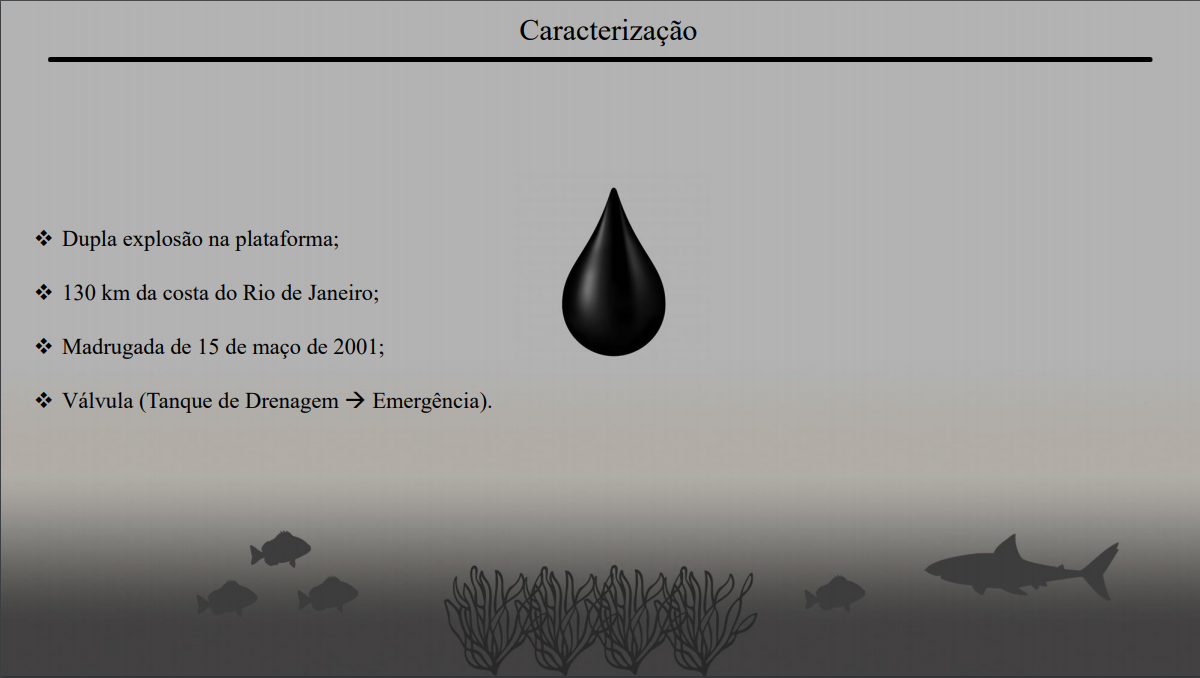 Caracterização
❖ Dupla explosão na plataforma;
❖ 130 km da costa do Rio de Janeiro;
❖ Madrugada de 15 de maço de 2001;
❖ Válvula (Tanque de Drenagem → Emergência).